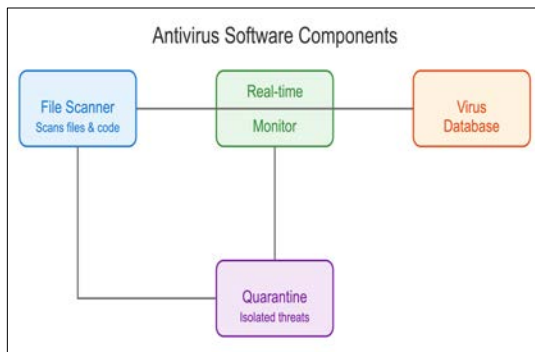 Antivirus Software Components
File Scanner
Scans files & code
Real-time
Monitor
Virus
Database
Quarantine
Isolated threats